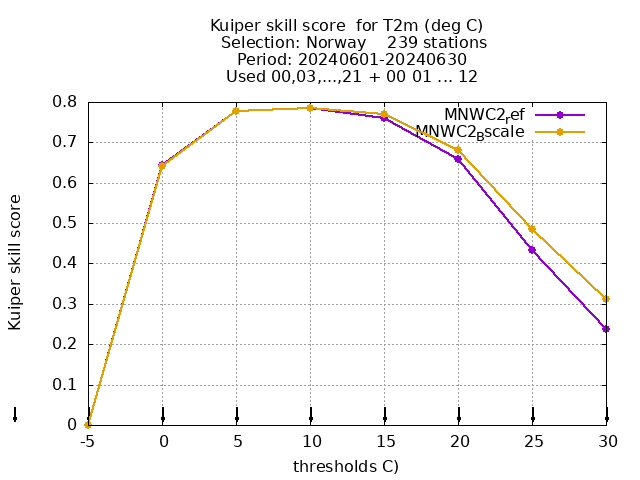 Kuiper skill score  for T2m (deg C)
Selection: Norway    239 stations
Period: 20240601-20240630
Used 00,03,...,21 + 00 01 ... 12
MNWC2ref
MNWC2Bscale
0.8
0.7
0.6
0.5
0.4
0.3
0.2
0.1
0
Kuiper skill score
-5 0 5 10 15 20 25 30
thresholds C)